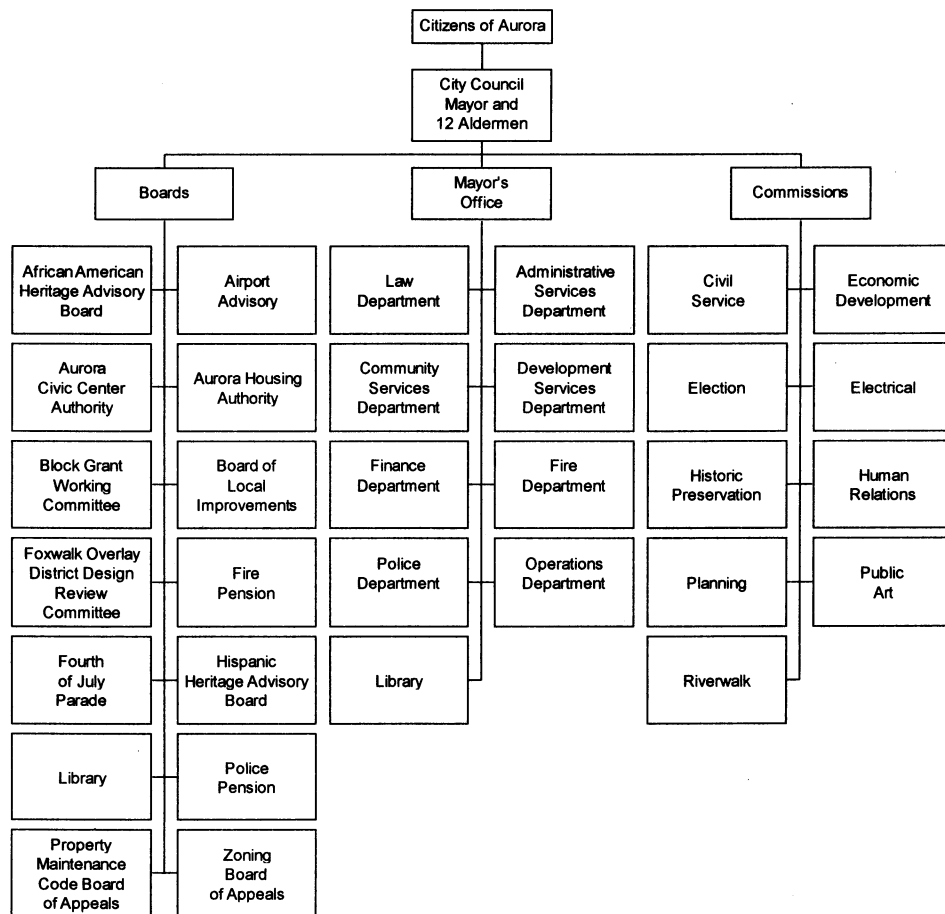 Citizens of Aurora
City Council
Mayor and
12 Aldermen
Boards
Mayor's
Office
Commissions
African American
Heritage Advisory
Board
Airport
Advisory
Law
Department
Administrative
Services
Department
Civil
Service
Economic
Development
Aurora
Civic Center
Authority
Aurora Housing
Authority
Community
Services
Department
Development
Services
Department
Election
Electrical
Block Grant
Working
Committee
Board of
Local
Improvements
Finance
Department
Fire
Department
Historic
Preservation
Human
Relations
Foxwalk Overlay
District Design
Review
Committee
Fire
Pension
Police
Department
Operations
Department
Planning
Public
Art
Fourth
of July
Parade
Hispanic
Heritage Advisory
Board
Library
Riverwalk
Library
Police
Pension
Property
Maintenance
Code Board
of Appeals
Zoning
Board
of Appeals